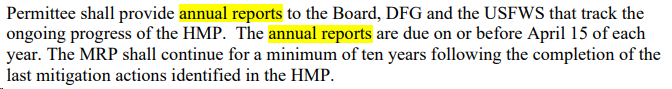 Permittee shall provide annual reports to the Board, DFG and the USFWS that track the
ongoing progress of the HMP.  The annual reports are due on or before April 15 of each
year. The MRP shall continue for a minimum of ten years following the completion of the
last mitigation actions identified in the HMP.